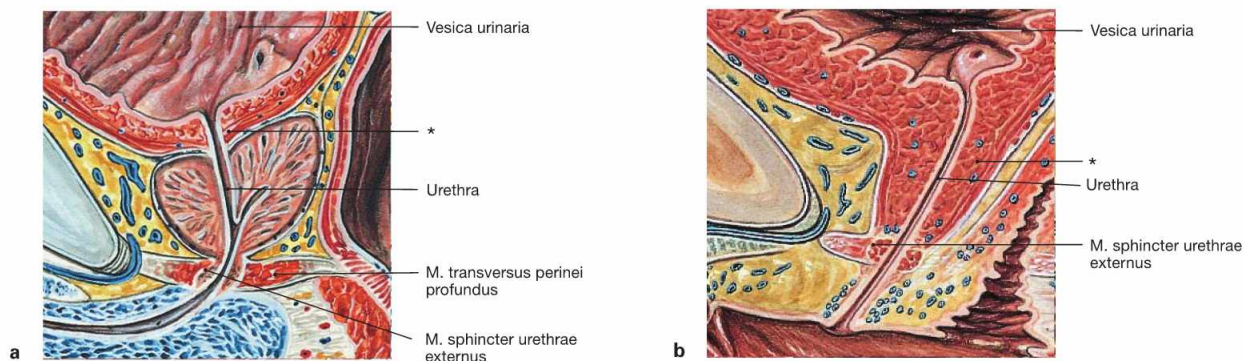 Vesica urinaria
*
Urethra
M. transversus perinei
profundus
M. sphincter urethrae
externus
a
Vesica urinaria
*
Urethra
M. sphincter urethrae
externus
b